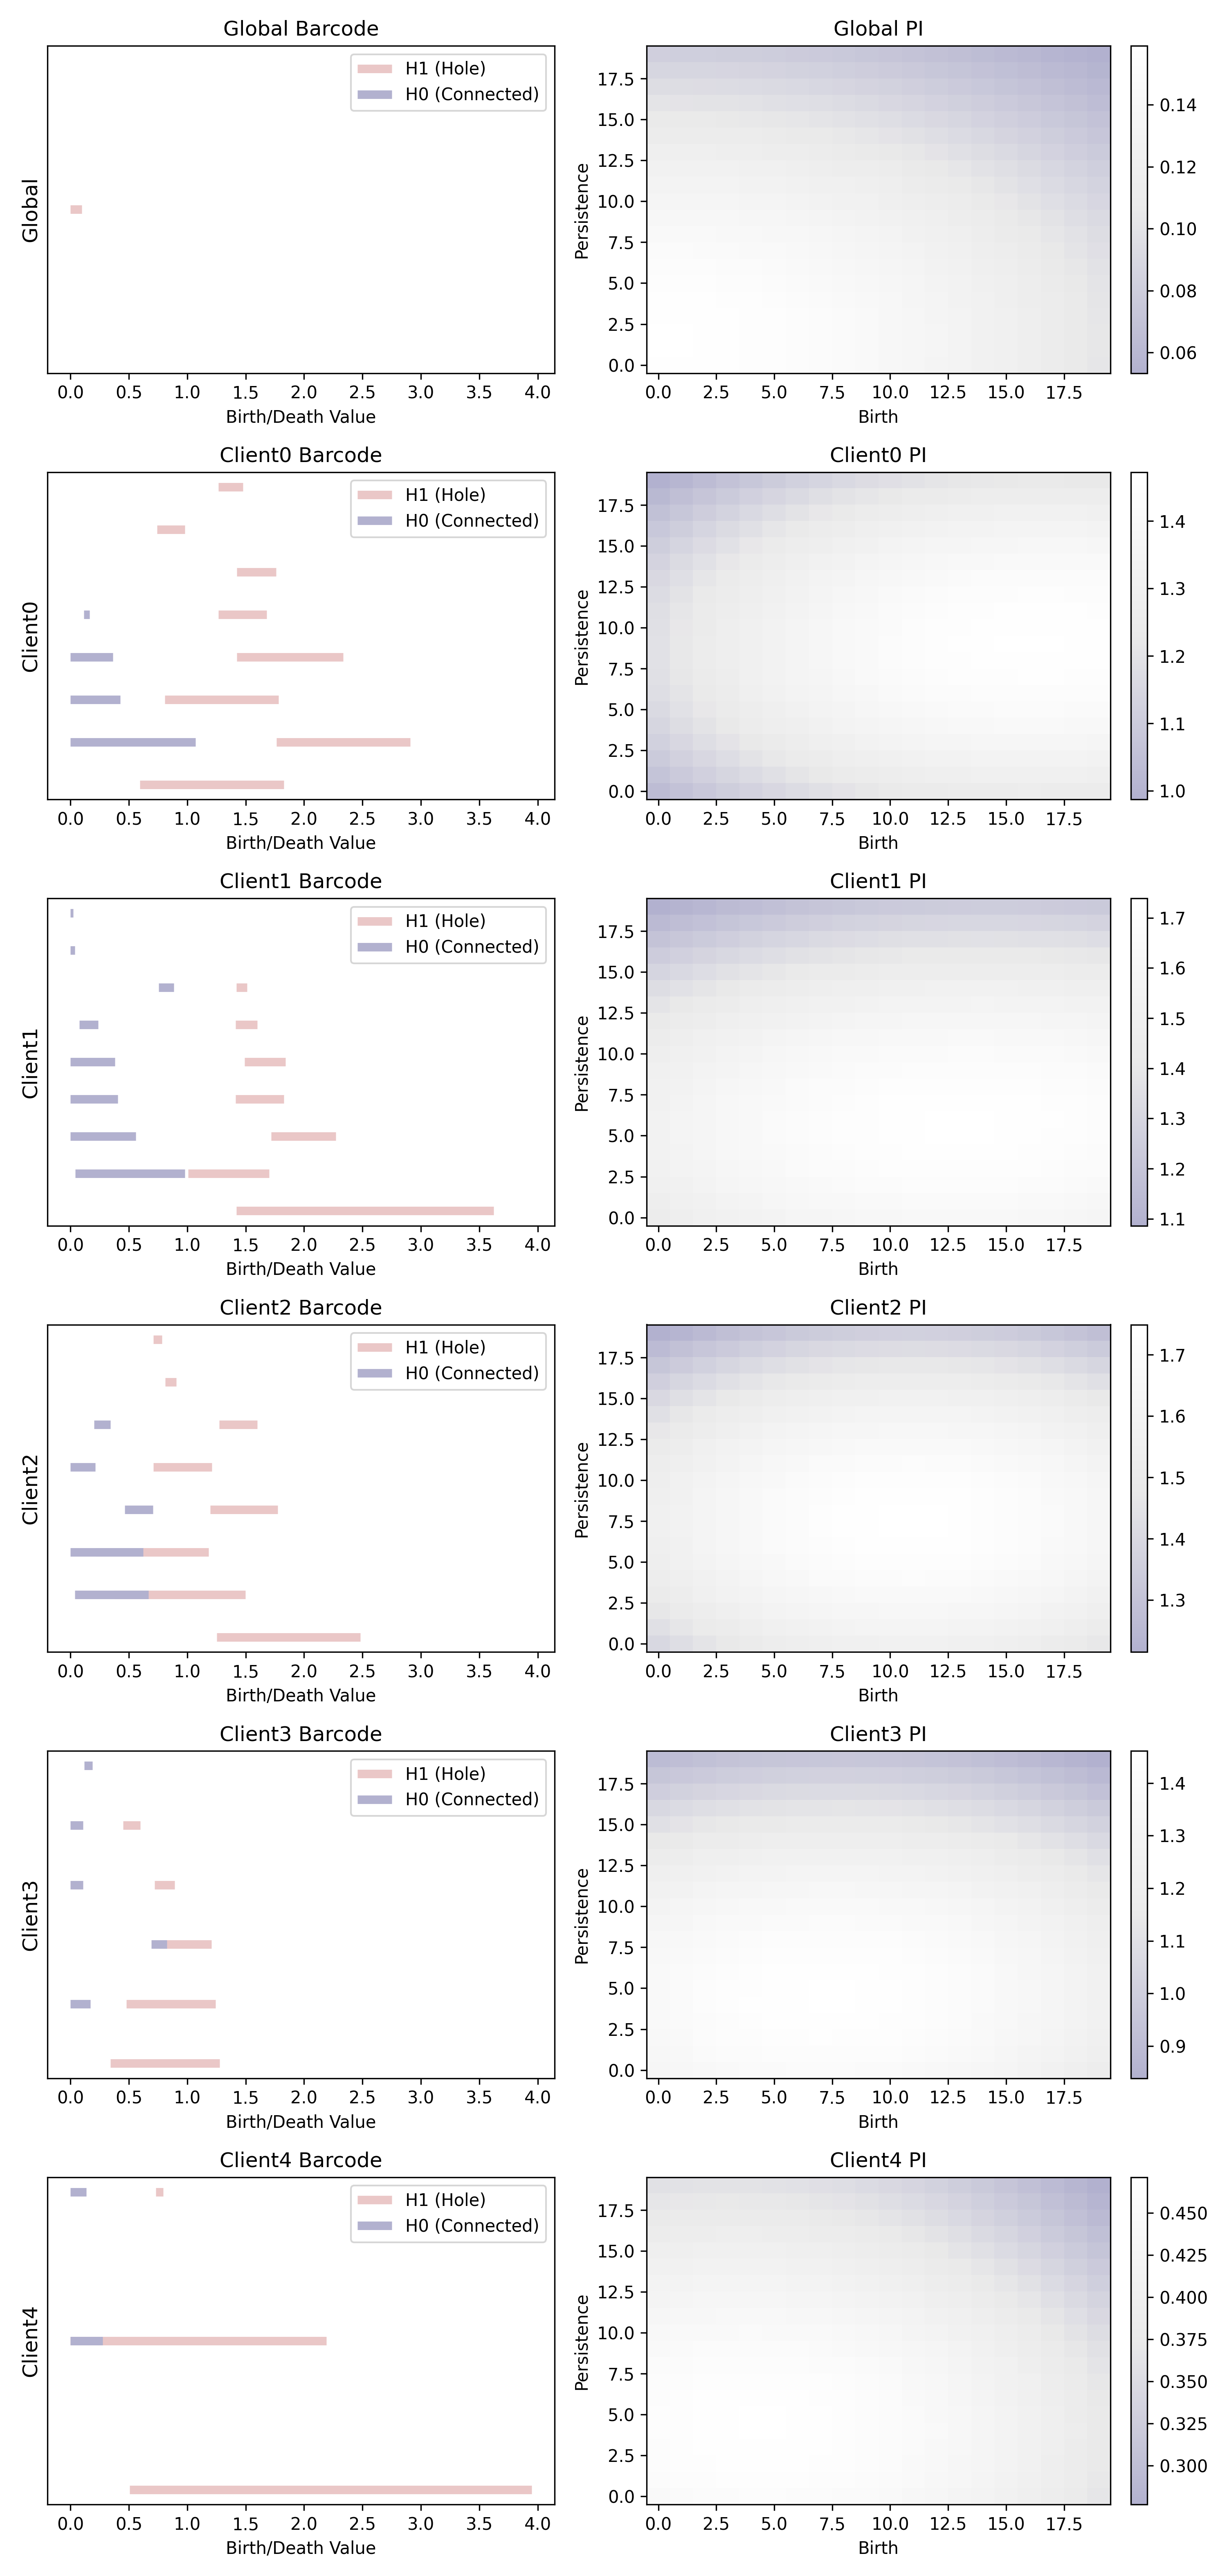 Global Barcode
Global PI
H1 (Hole)
H0 (Connected)
Global
0.0 0.5 1.0 1.5 2.0 2.5 3.0 3.5 4.0
Birth/Death Value
Persistence
17.5
15.0
12.5
10.0
7.5
5.0
2.5
0.0
0.0 2.5 5.0 7.5 10.0 12.5 15.0 17.5
Birth
0.14
0.12
0.10
0.08
0.06
Client0 Barcode
Client0 PI
H1 (Hole)
H0 (Connected)
Client0
0.0 0.5 1.0 1.5 2.0 2.5 3.0 3.5 4.0
Birth/Death Value
Persistence
17.5
15.0
12.5
10.0
7.5
5.0
2.5
0.0
0.0 2.5 5.0 7.5 10.0 12.5 15.0 17.5
Birth
1.4
1.3
1.2
1.1
1.0
Client1 Barcode
Client1 PI
H1 (Hole)
H0 (Connected)
Client1
0.0 0.5 1.0 1.5 2.0 2.5 3.0 3.5 4.0
Birth/Death Value
Persistence
17.5
15.0
12.5
10.0
7.5
5.0
2.5
0.0
0.0 2.5 5.0 7.5 10.0 12.5 15.0 17.5
Birth
1.7
1.6
1.5
1.4
1.3
1.2
1.1
Client2 Barcode
Client2 PI
H1 (Hole)
H0 (Connected)
Client2
0.0 0.5 1.0 1.5 2.0 2.5 3.0 3.5 4.0
Birth/Death Value
Persistence
17.5
15.0
12.5
10.0
7.5
5.0
2.5
0.0
0.0 2.5 5.0 7.5 10.0 12.5 15.0 17.5
Birth
1.7
1.6
1.5
1.4
1.3
Client3 Barcode
Client3 PI
H1 (Hole)
H0 (Connected)
Client3
0.0 0.5 1.0 1.5 2.0 2.5 3.0 3.5 4.0
Birth/Death Value
Persistence
17.5
15.0
12.5
10.0
7.5
5.0
2.5
0.0
0.0 2.5 5.0 7.5 10.0 12.5 15.0 17.5
Birth
1.4
1.3
1.2
1.1
1.0
0.9
Client4 Barcode
Client4 PI
H1 (Hole)
H0 (Connected)
Client4
0.0 0.5 1.0 1.5 2.0 2.5 3.0 3.5 4.0
Birth/Death Value
Persistence
17.5
15.0
12.5
10.0
7.5
5.0
2.5
0.0
0.0 2.5 5.0 7.5 10.0 12.5 15.0 17.5
Birth
0.450
0.425
0.400
0.375
0.350
0.325
0.300